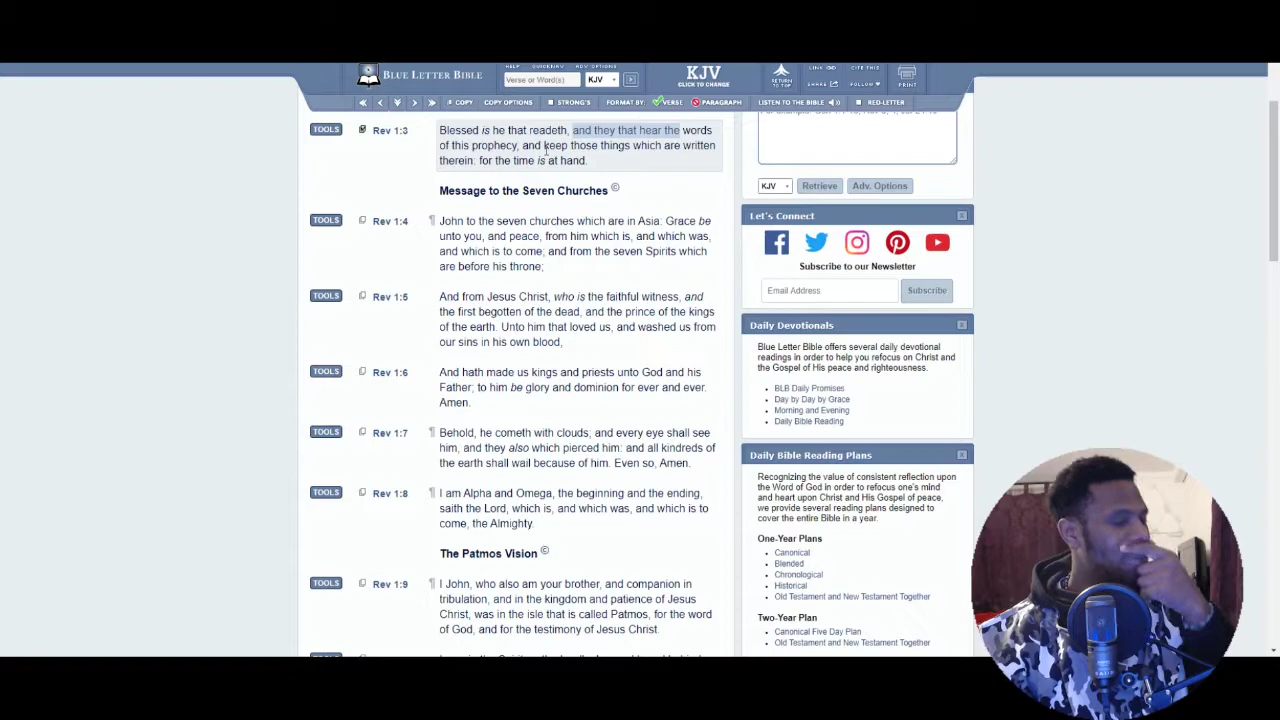 BLUE LETTER BIBLE
HELP QUICKNAV ADV. OPTIONS
Verse or Word(s) KJV
KJV
CLICK TO CHANGE
RETURN TO TOP
LINK
SHARE
CITE THIS
FOLLOW
PRINT
COPY COPY OPTIONS STRONG'S FORMAT BY VERSE PARAGRAPH LISTEN TO THE BIBLE RED-LETTER
TOOLS Rev 1:3 Blessed is he that readeth, and they that hear the words
of this prophecy, and keep those things which are written
therein: for the time is at hand.
Message to the Seven Churches ©
TOOLS Rev 1:4 ¶ John to the seven churches which are in Asia: Grace be
unto you, and peace, from him which is, and which was,
and which is to come; and from the seven Spirits which
are before his throne;
TOOLS Rev 1:5 And from Jesus Christ, who is the faithful witness, and
the first begotten of the dead, and the prince of the kings
of the earth. Unto him that loved us, and washed us from
our sins in his own blood,
TOOLS Rev 1:6 And hath made us kings and priests unto God and his
Father; to him be glory and dominion for ever and ever.
Amen.
TOOLS Rev 1:7 ¶ Behold, he cometh with clouds; and every eye shall see
him, and they also which pierced him: and all kindreds of
the earth shall wail because of him. Even so, Amen.
TOOLS Rev 1:8 ¶ I am Alpha and Omega, the beginning and the ending,
saith the Lord, which is, and which was, and which is to
come, the Almighty.
The Patmos Vision ©
TOOLS Rev 1:9 ¶ I John, who also am your brother, and companion in
tribulation, and in the kingdom and patience of Jesus
Christ, was in the isle that is called Patmos, for the word
of God, and for the testimony of Jesus Christ.
KJV Retrieve Adv. Options
Let's Connect
Subscribe to our Newsletter
Email Address Subscribe
Daily Devotionals
Blue Letter Bible offers several daily devotional
readings in order to help you refocus on Christ and
the Gospel of His peace and righteousness.
• BLB Daily Promises
• Day by Day by Grace
• Morning and Evening
• Daily Bible Reading
Daily Bible Reading Plans
Recognizing the value of consistent reflection upon
the Word of God in order to refocus one's mind
and heart upon Christ and His Gospel of peace,
we provide several reading plans designed to
cover the entire Bible in a year.
One-Year Plans
• Canonical
• Blended
• Chronological
• Historical
• Old Testament and New Testament Together
Two-Year Plan
• Canonical Five Day Plan
• Old Testament and New Testament Together